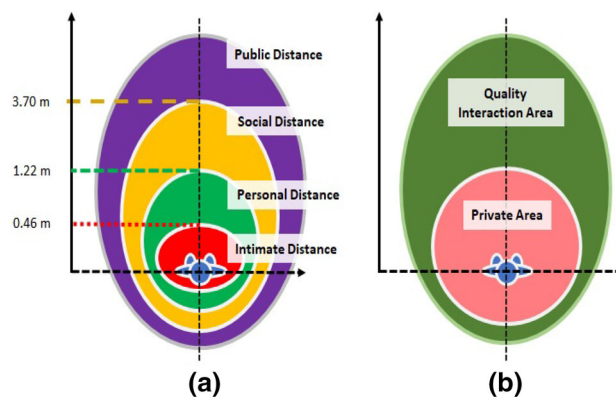 Public Distance
3.70 m
Social Distance
1.22 m
Personal Distance
0.46 m
Intimate Distance
(a)
Quality
Interaction Area
Private Area
(b)